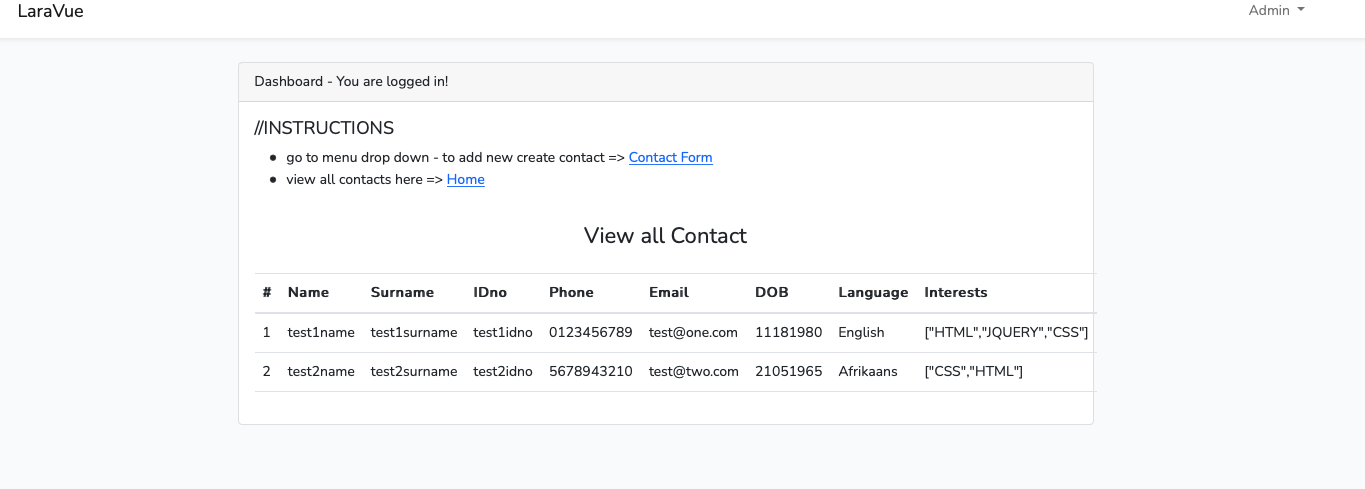 LaraVue
Admin
Dashboard - You are logged in!
//INSTRUCTIONS
go to menu drop down - to add new create contact => Contact Form
view all contacts here => Home
View all Contact
# Name Surname IDno Phone Email DOB Language Interests
1 test1name test1surname test1idno 0123456789 test@one.com 11181980 English ["HTML","JQUERY","CSS"]
2 test2name test2surname test2idno 5678943210 test@two.com 21051965 Afrikaans ["CSS","HTML"]